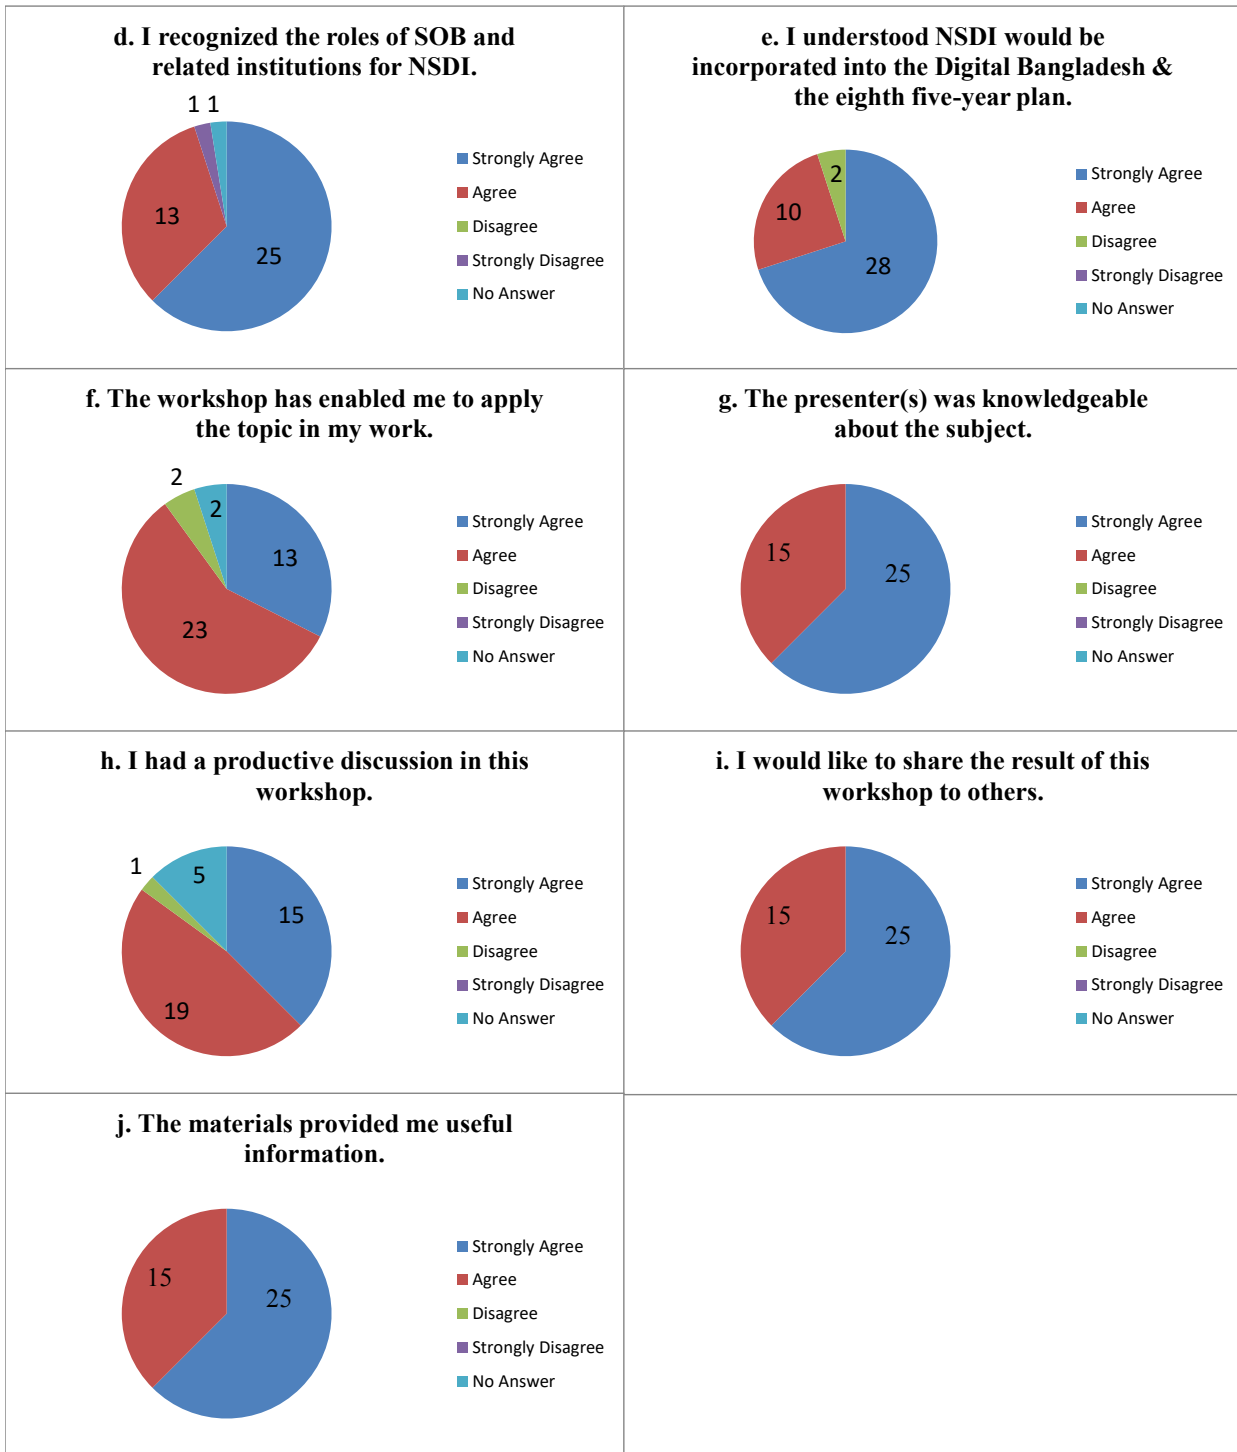 d. I recognized the roles of SOB and
related institutions for NSDI.
1 1
13
25
Strongly Agree
Agree
Disagree
Strongly Disagree
No Answer
e. I understood NSDI would be
incorporated into the Digital Bangladesh &
the eighth five-year plan.
2
10
28
Strongly Agree
Agree
Disagree
Strongly Disagree
No Answer
f. The workshop has enabled me to apply
the topic in my work.
2
2
13
23
Strongly Agree
Agree
Disagree
Strongly Disagree
No Answer
g. The presenter(s) was knowledgeable
about the subject.
15
25
Strongly Agree
Agree
Disagree
Strongly Disagree
No Answer
h. I had a productive discussion in this
workshop.
1
5
15
19
Strongly Agree
Agree
Disagree
Strongly Disagree
No Answer
i. I would like to share the result of this
workshop to others.
15
25
Strongly Agree
Agree
Disagree
Strongly Disagree
No Answer
j. The materials provided me useful
information.
15
25
Strongly Agree
Agree
Disagree
Strongly Disagree
No Answer